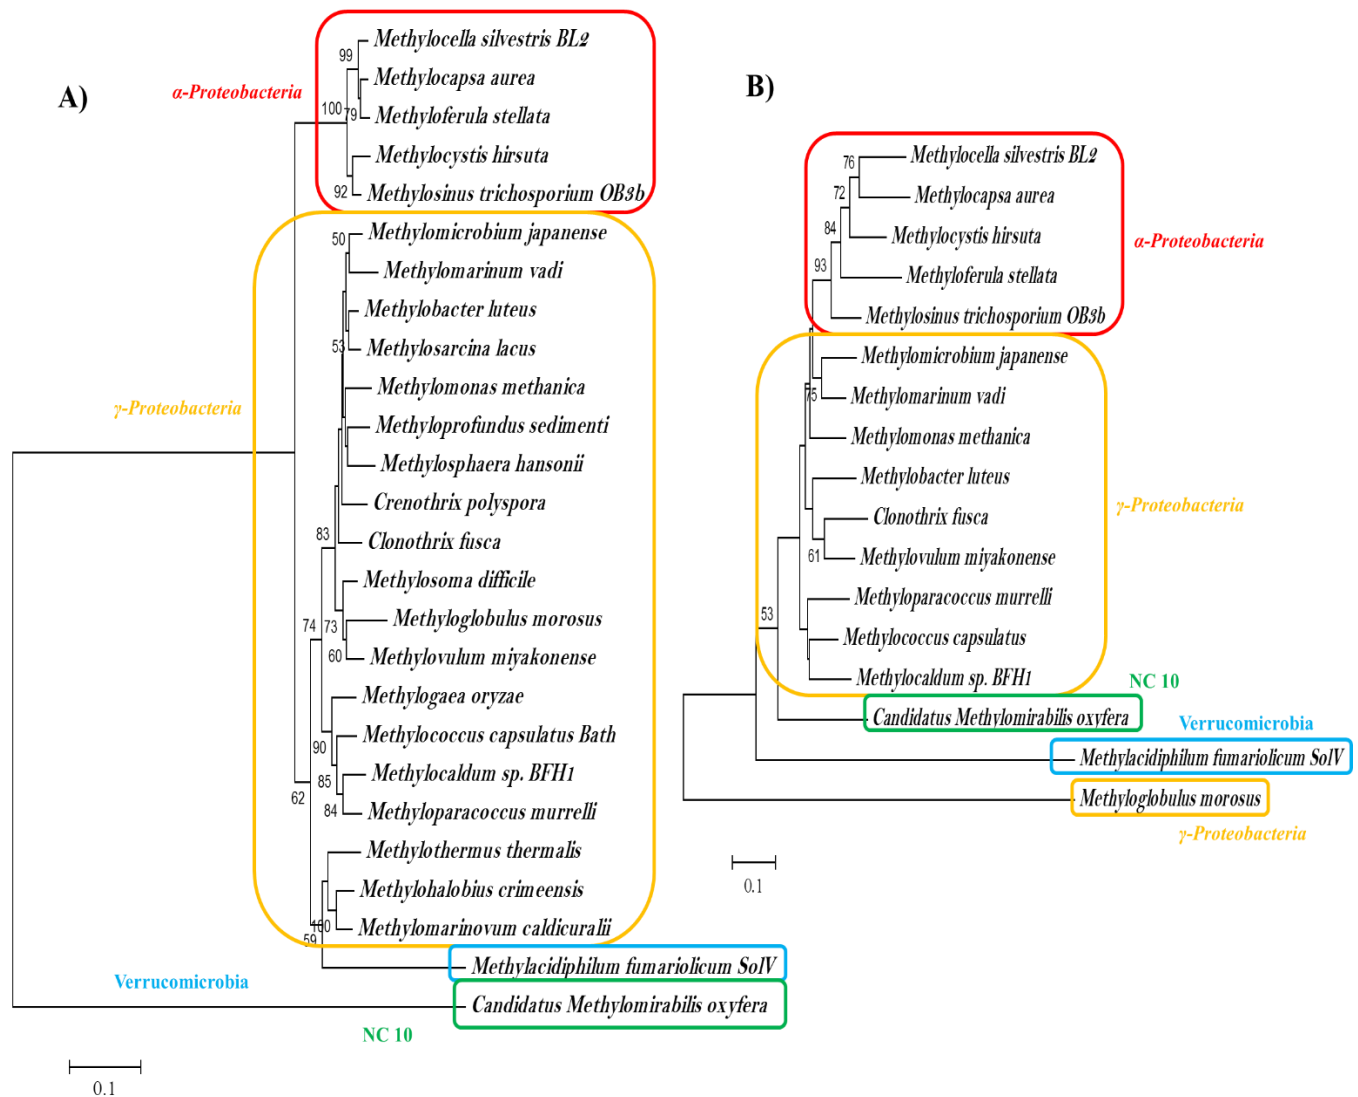 A)
α-Proteobacteria
99
100
79
92
Methylocella silvestris BL2
Methylocapsa aurea
Methyloferula stellata
Methylocystis hirsuta
Methylosinus trichosporium OB3b
γ-Proteobacteria
50
53
83
74
73
60
90
85
84
62
100
59
Methylomicrobium japanense
Methylomarinum vadi
Methylobacter luteus
Methylosarcina lacus
Methylomonas methanica
Methyloprofundus sedimenti
Methylosphaera hansonii
Crenothrix polyspora
Clonothrix fusca
Methylosoma difficile
Methyloglobulus morosus
Methylovulum miyakonense
Methylogaea oryzae
Methylococcus capsulatus Bath
Methylocaldum sp. BFH1
Methyloparacoccus murrelli
Methylothermus thermalis
Methylohalobius crimeensis
Methylomarinovum caldicuralii
Verrucomicrobia
Methylacidiphilum fumariolicum SolV
Candidatus Methylomirabilis oxyfera
NC 10
0.1
B)
76
72
84
93
Methylocella silvestris BL2
Methylocapsa aurea
Methylocystis hirsuta
Methyloferula stellata
Methylosinus trichosporium OB3b
α-Proteobacteria
75
61
53
Methylomicrobium japanense
Methylomarinum vadi
Methylomonas methanica
Methylobacter luteus
Clonothrix fusca
Methylovulum miyakonense
Methyloparacoccus murrelli
Methylococcus capsulatus
Methylocaldum sp. BFH1
γ-Proteobacteria
NC 10
Candidatus Methylomirabilis oxyfera
Verrucomicrobia
Methylacidiphilum fumariolicum SolV
Methyloglobulus morosus
γ-Proteobacteria
0.1